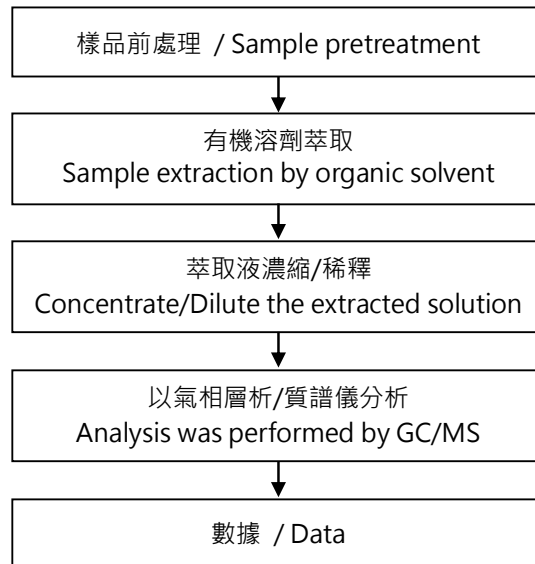 樣品前處理 / Sample pretreatment
有機溶劑萃取
Sample extraction by organic solvent
萃取液濃縮/稀釋
Concentrate/Dilute the extracted solution
以氣相層析/質譜儀分析
Analysis was performed by GC/MS
數據 / Data